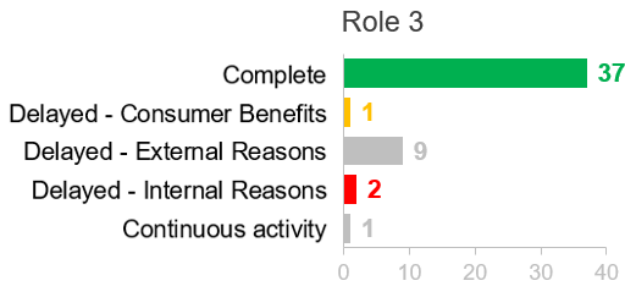 Role 3
Complete 37
Delayed - Consumer Benefits 1
Delayed - External Reasons 9
Delayed - Internal Reasons 2
Continuous activity 1
0 10 20 30 40